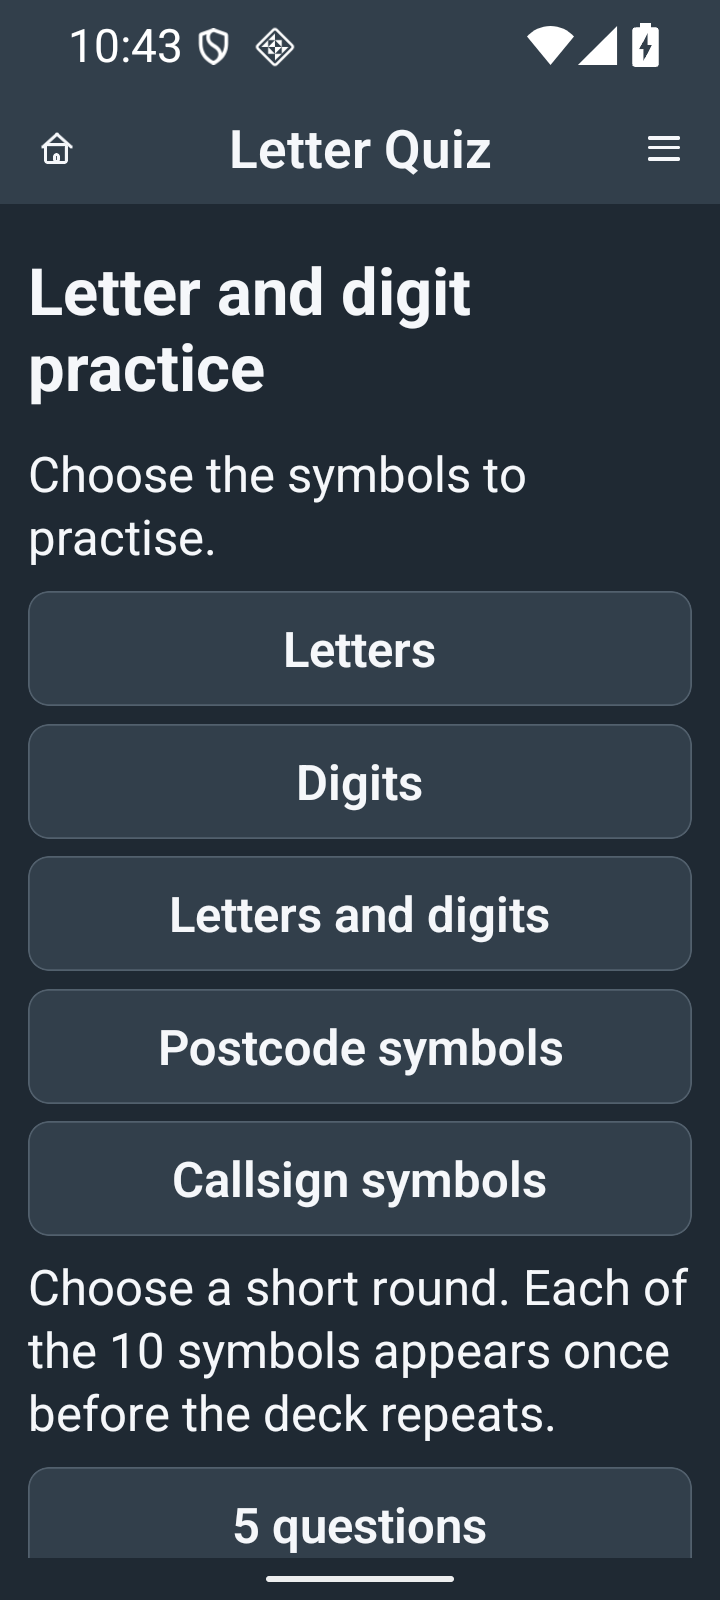 10:43
Letter Quiz
Letter and digit
practice
Choose the symbols to
practise.
Letters
Digits
Letters and digits
Postcode symbols
Callsign symbols
Choose a short round. Each of
the 10 symbols appears once
before the deck repeats.
5 questions